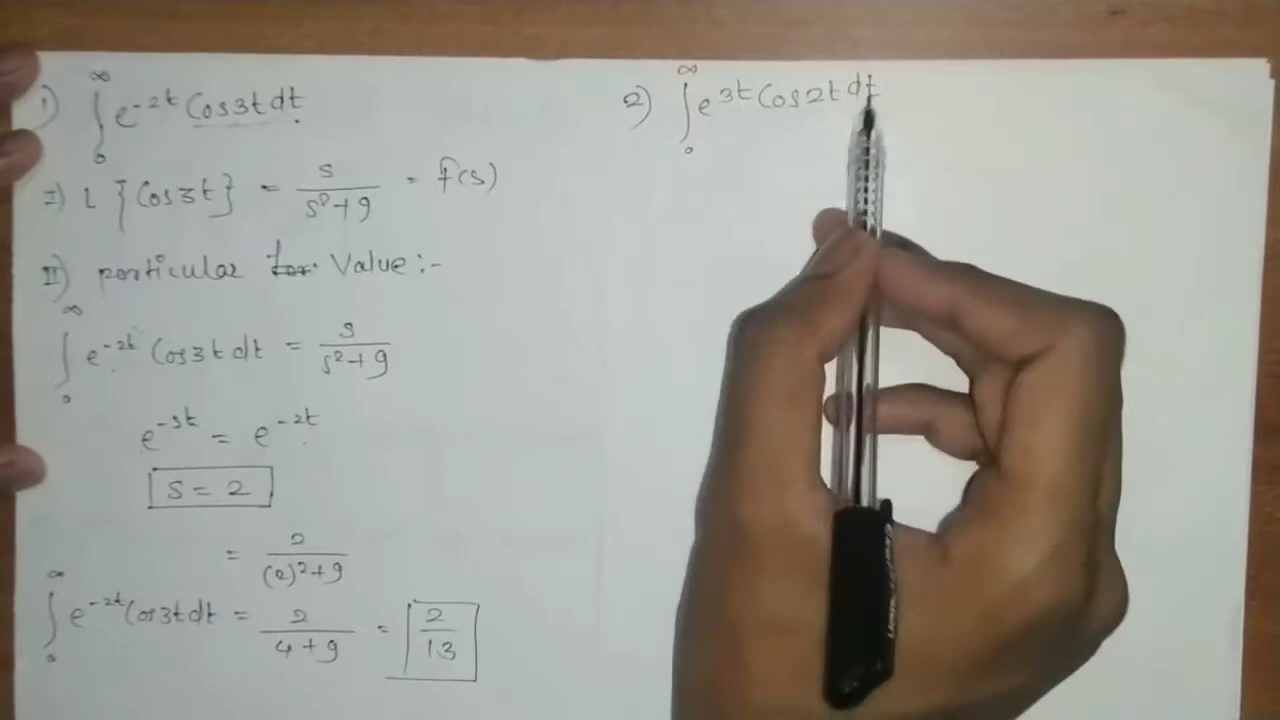 1) ∫₀^∞ e^-2t Cos3t dt
I) L {Cos3t} = s/s²+9 = f(s)
II) particular Value:-
∫₀^∞ e^-2t Cos3t dt = s/s²+9
e^-st = e^-2t
S = 2
= 2/(2)²+9
∫₀^∞ e^-2t Cos3t dt = 2/4+9 = 2/13
2) ∫₀^∞ e^3t Cos2t dt